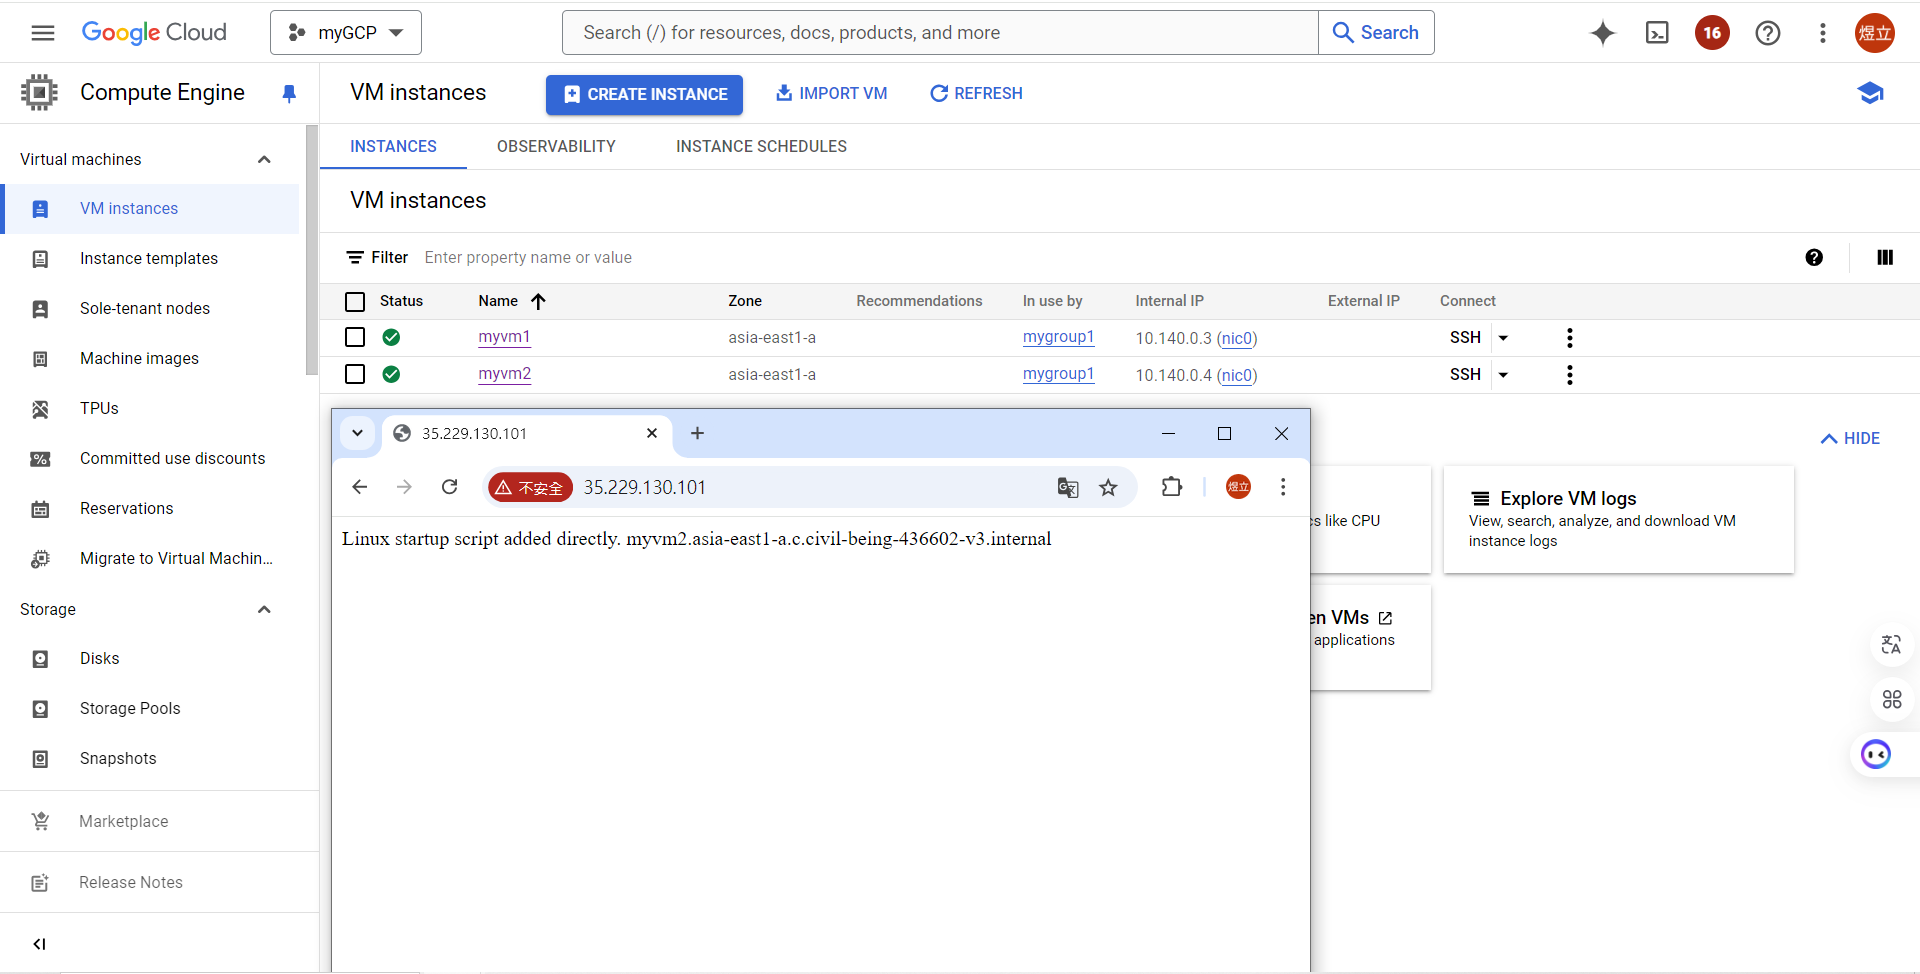 Google Cloud
myGCP
Search (/) for resources, docs, products, and more
Search
16
煜立
Compute Engine
VM instances
CREATE INSTANCE
IMPORT VM
REFRESH
Virtual machines
VM instances
Instance templates
Sole-tenant nodes
Machine images
TPUs
Committed use discounts
Reservations
Migrate to Virtual Machin...
Storage
Disks
Storage Pools
Snapshots
Marketplace
Release Notes
INSTANCES OBSERVABILITY INSTANCE SCHEDULES
VM instances
Filter Enter property name or value
Status Name Zone Recommendations In use by Internal IP External IP Connect
myvm1 asia-east1-a mygroup1 10.140.0.3 (nic0) SSH
myvm2 asia-east1-a mygroup1 10.140.0.4 (nic0) SSH
HIDE
35.229.130.101
不安全 35.229.130.101
煜立
Linux startup script added directly. myvm2.asia-east1-a.c.civil-being-436602-v3.internal
s like CPU
Explore VM logs
View, search, analyze, and download VM
instance logs
en VMs
applications